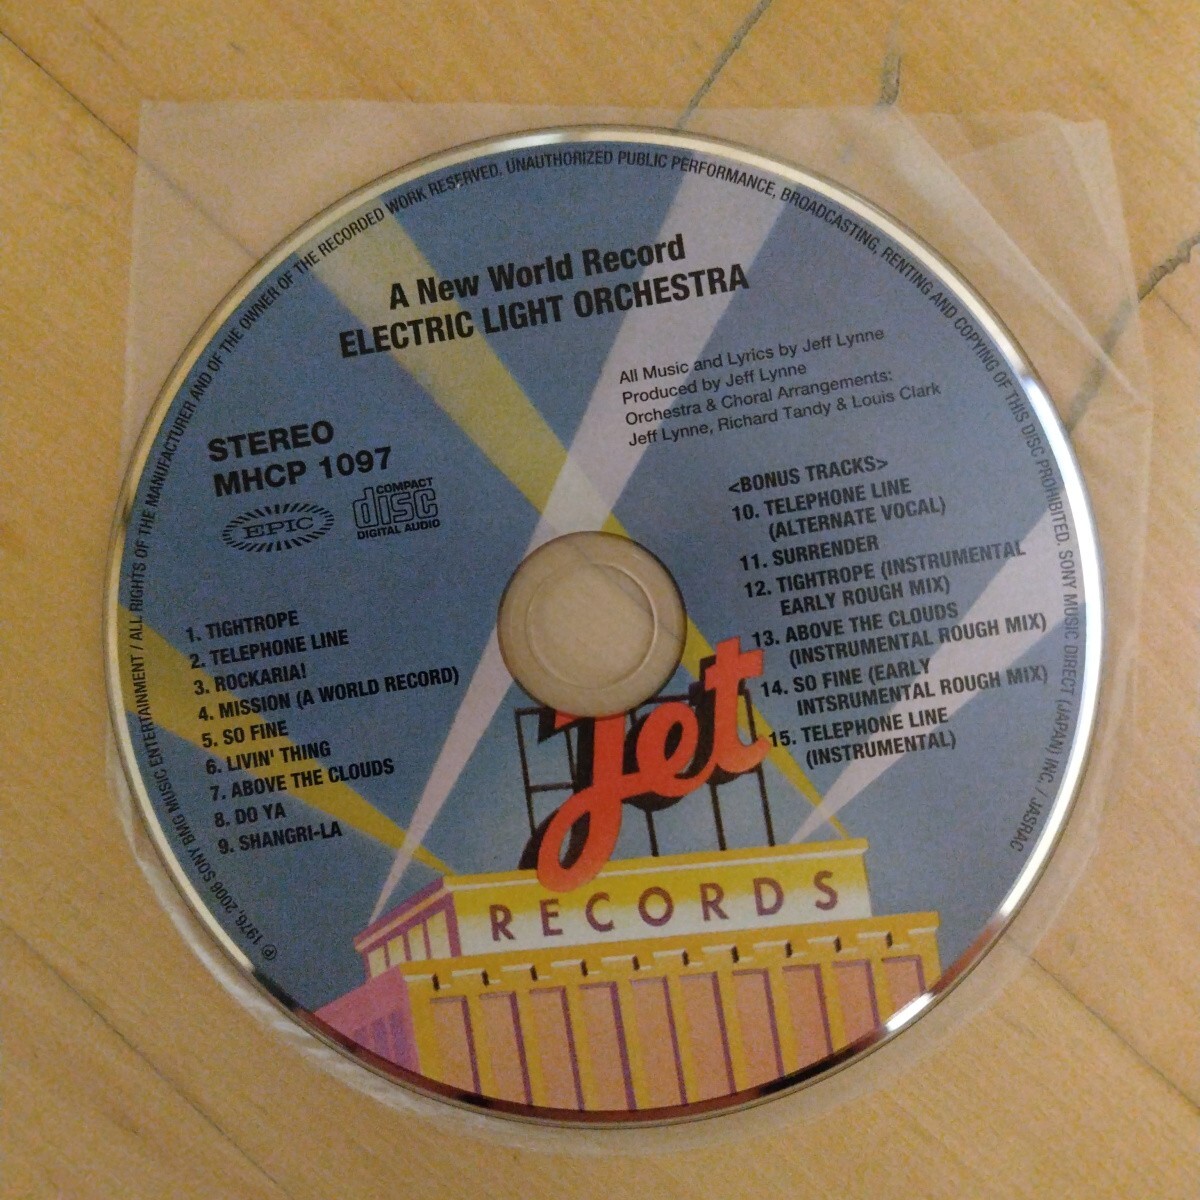 A New World Record
ELECTRIC LIGHT ORCHESTRA
All Music and Lyrics by Jeff Lynne
Produced by Jeff Lynne
Orchestra & Choral Arrangements:
Jeff Lynne, Richard Tandy & Louis Clark
STEREO
MHCP 1097
EPIC
COMPACT
disc
DIGITAL AUDIO
1. TIGHTROPE
2. TELEPHONE LINE
3. ROCKARIA!
4. MISSION (A WORLD RECORD)
5. SO FINE
6. LIVIN' THING
7. ABOVE THE CLOUDS
8. DO YA
9. SHANGRI-LA
<BONUS TRACKS>
10. TELEPHONE LINE
(ALTERNATE VOCAL)
11. SURRENDER
12. TIGHTROPE (INSTRUMENTAL
EARLY ROUGH MIX)
13. ABOVE THE CLOUDS
(INSTRUMENTAL ROUGH MIX)
14. SO FINE (EARLY
INTSRUMENTAL ROUGH MIX)
15. TELEPHONE LINE
(INSTRUMENTAL)
Jet
RECORDS
℗ 1976, 2006 SONY BMG MUSIC ENTERTAINMENT / ALL RIGHTS OF THE MANUFACTURER AND OF THE OWNER OF THE RECORDED WORK RESERVED. UNAUTHORIZED PUBLIC PERFORMANCE, BROADCASTING, RENTING AND COPYING OF THIS DISC PROHIBITED. SONY MUSIC DIRECT (JAPAN) INC. / JASRAC